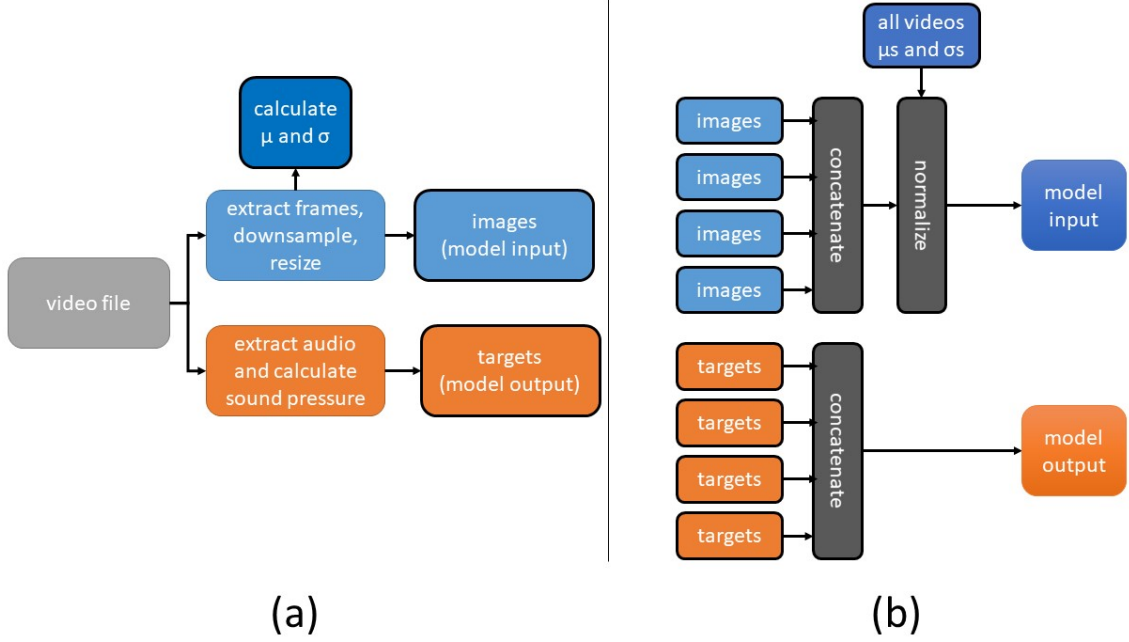 calculate
μ and σ
extract frames,
downsample,
resize
images
(model input)
video file
extract audio
and calculate
sound pressure
targets
(model output)
(a)
all videos
μs and σs
images
images
images
images
concatenate
normalize
model
input
targets
targets
targets
targets
concatenate
model
output
(b)